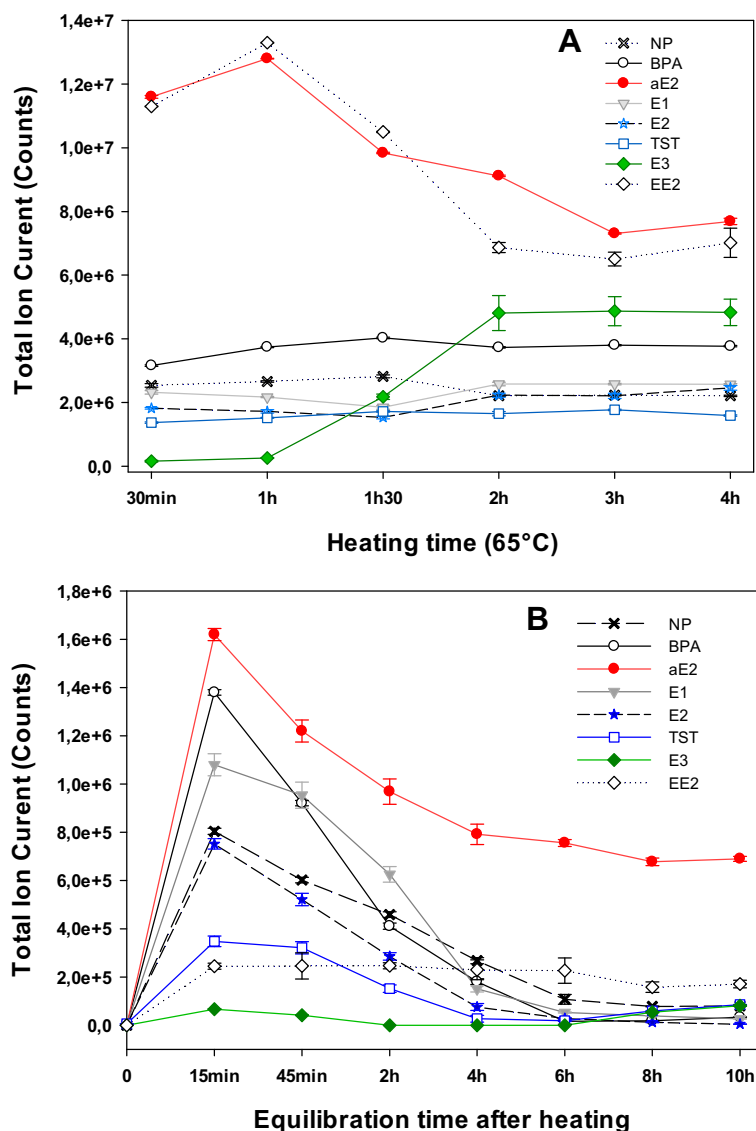 A
NP
BPA
aE2
E1
E2
TST
E3
EE2
Total Ion Curent (Counts)
1,4e+7
1,2e+7
1,0e+7
8,0e+6
6,0e+6
4,0e+6
2,0e+6
0,0
30min 1h 1h30 2h 3h 4h
Heating time (65°C)
B
NP
BPA
aE2
E1
E2
TST
E3
EE2
Total Ion Curent (Counts)
1,8e+6
1,6e+6
1,4e+6
1,2e+6
1,0e+6
8,0e+5
6,0e+5
4,0e+5
2,0e+5
0,0
0 15min 45min 2h 4h 6h 8h 10h
Equilibration time after heating